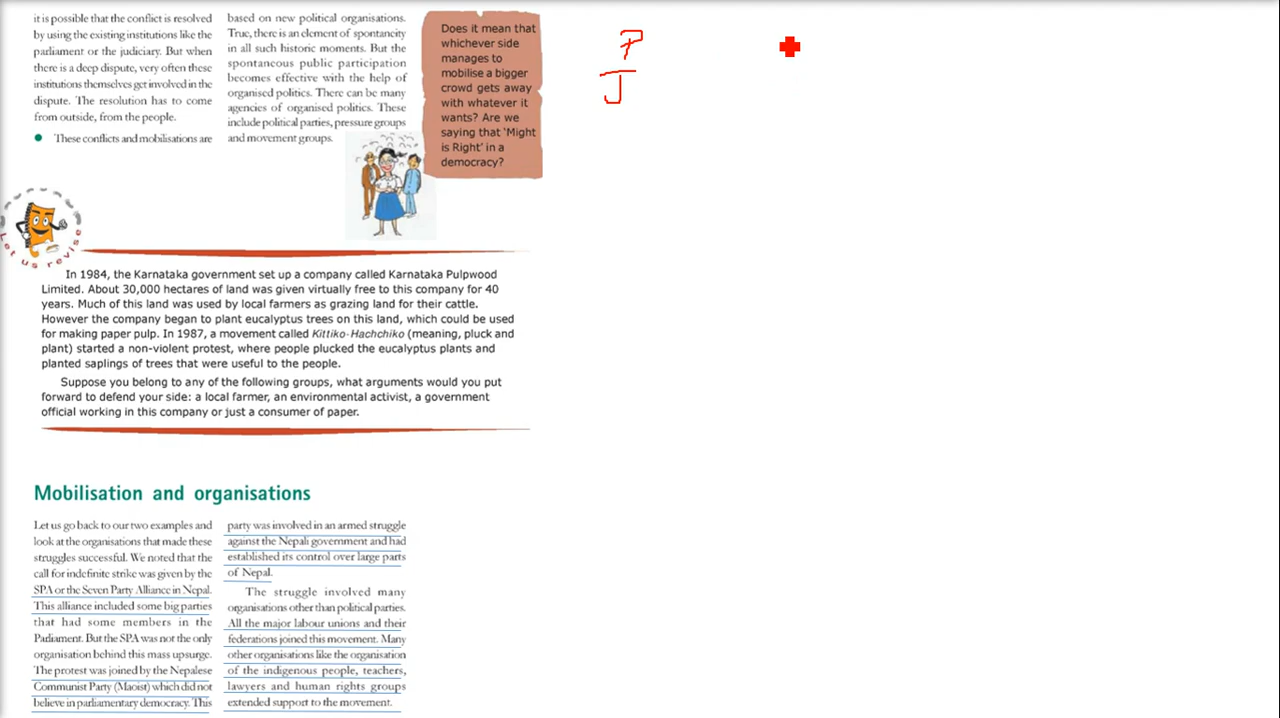 it is possible that the conflict is resolved
by using the existing institutions like the
parliament or the judiciary. But when
there is a deep dispute, very often these
institutions themselves get involved in the
dispute. The resolution has to come
from outside, from the people.
These conflicts and mobilisations are
based on new political organisations.
True, there is an element of spontaneity
in all such historic moments. But the
spontaneous public participation
becomes effective with the help of
organised politics. There can be many
agencies of organised politics. These
include political parties, pressure groups
and movement groups.
Does it mean that
whichever side
manages to
mobilise a bigger
crowd gets away
with whatever it
wants? Are we
saying that ‘Might
is Right’ in a
democracy?
P
J
Let us revise
In 1984, the Karnataka government set up a company called Karnataka Pulpwood
Limited. About 30,000 hectares of land was given virtually free to this company for 40
years. Much of this land was used by local farmers as grazing land for their cattle.
However the company began to plant eucalyptus trees on this land, which could be used
for making paper pulp. In 1987, a movement called Kittiko-Hachchiko (meaning, pluck and
plant) started a non-violent protest, where people plucked the eucalyptus plants and
planted saplings of trees that were useful to the people.
Suppose you belong to any of the following groups, what arguments would you put
forward to defend your side: a local farmer, an environmental activist, a government
official working in this company or just a consumer of paper.
Mobilisation and organisations
Let us go back to our two examples and
look at the organisations that made these
struggles successful. We noted that the
call for indefinite strike was given by the
SPA or the Seven Party Alliance in Nepal.
This alliance included some big parties
that had some members in the
Parliament. But the SPA was not the only
organisation behind this mass upsurge.
The protest was joined by the Nepalese
Communist Party (Maoist) which did not
believe in parliamentary democracy. This
party was involved in an armed struggle
against the Nepali government and had
established its control over large parts
of Nepal.
The struggle involved many
organisations other than political parties.
All the major labour unions and their
federations joined this movement. Many
other organisations like the organisation
of the indigenous people, teachers,
lawyers and human rights groups
extended support to the movement.